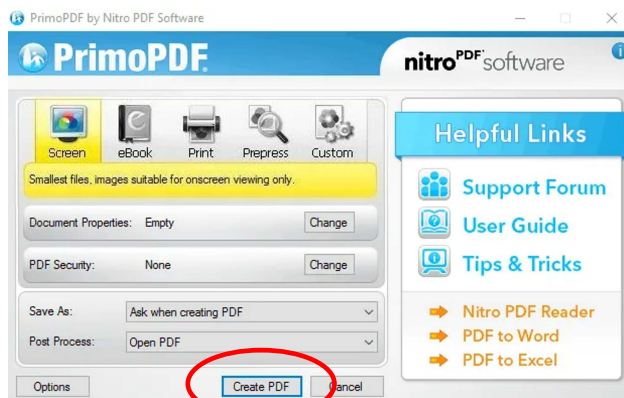 PrimoPDF by Nitro PDF Software
PrimoPDF
nitro PDF software
Screen eBook Print Prepress Custom
Smallest files, images suitable for onscreen viewing only.
Document Properties: Empty Change
PDF Security: None Change
Save As: Ask when creating PDF
Post Process: Open PDF
Options Create PDF Cancel
Helpful Links
Support Forum
User Guide
Tips & Tricks
Nitro PDF Reader
PDF to Word
PDF to Excel